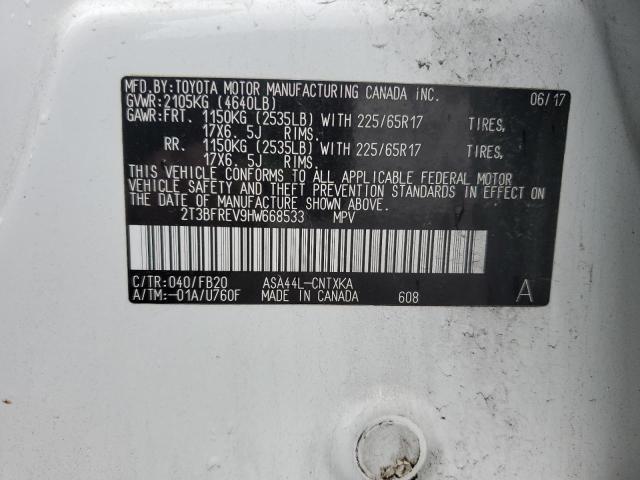 MFD.BY:TOYOTA MOTOR MANUFACTURING CANADA iNC. 06/17
GVWR:2105KG (4640LB)
GAWR:FRT. 1150KG (2535LB) WITH 225/65R17 TIRES,
17X6. 5J RIMS.
RR. 1150KG (2535LB) WITH 225/65R17 TIRES,
17X6. 5J RIMS.
THIS VEHICLE CONFORMS TO ALL APPLICABLE FEDERAL MOTOR
VEHICLE SAFETY AND THEFT PREVENTION STANDARDS IN EFFECT ON
THE DATE OF MANUFACTURE SHOWN ABOVE.
2T3BFREV9HW668533 MPV
C/TR:040/FB20 ASA44L-CNTXKA
A/TM:-01A/U760F MADE IN CANADA 608 A